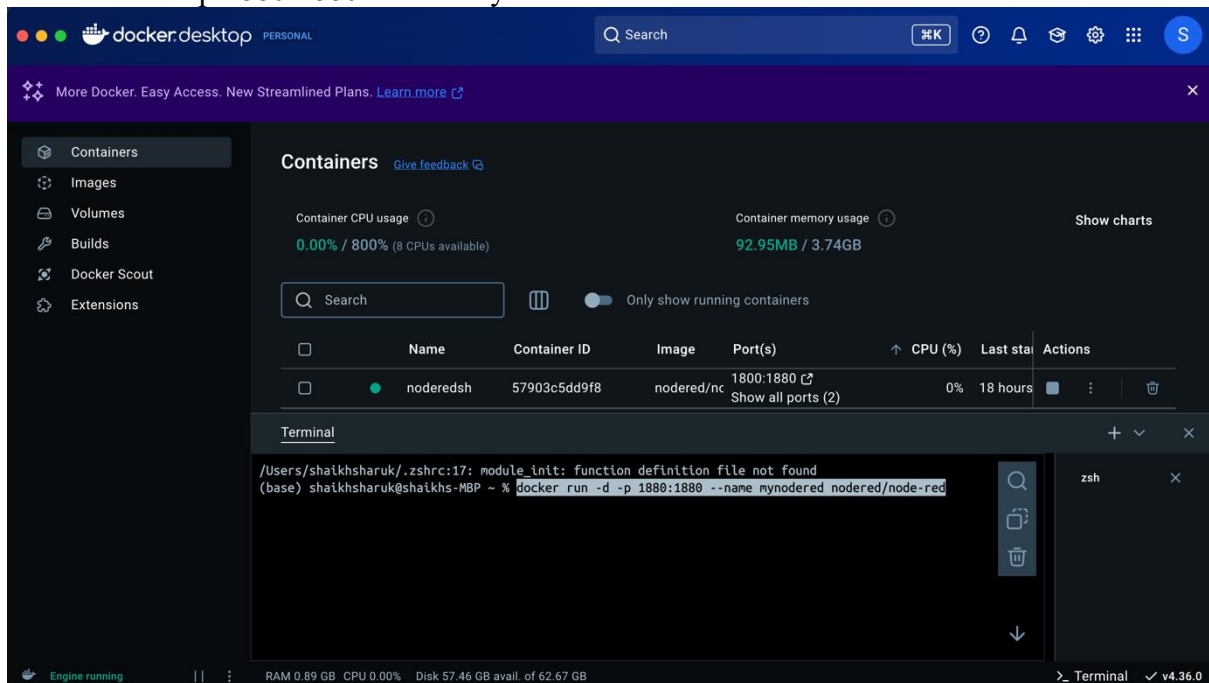 docker.desktop PERSONAL Search ⌘K S
More Docker. Easy Access. New Streamlined Plans. Learn more
Containers
Images
Volumes
Builds
Docker Scout
Extensions
Containers Give feedback
Container CPU usage
0.00% / 800% (8 CPUs available)
Container memory usage
92.95MB / 3.74GB
Show charts
Search
Only show running containers
Name Container ID Image Port(s) ↑ CPU (%) Last sta Actions
noderedsh 57903c5dd9f8 nodered/nc 1800:1880 0% 18 hours
Show all ports (2)
Terminal
/Users/shaikhsharuk/.zshrc:17: module_init: function definition file not found
(base) shaikhsharuk@shaikhs-MBP ~ % docker run -d -p 1880:1880 --name mynodered nodered/node-red
zsh
Engine running RAM 0.89 GB CPU 0.00% Disk 57.46 GB avail. of 62.67 GB >_ Terminal ✓ v4.36.0